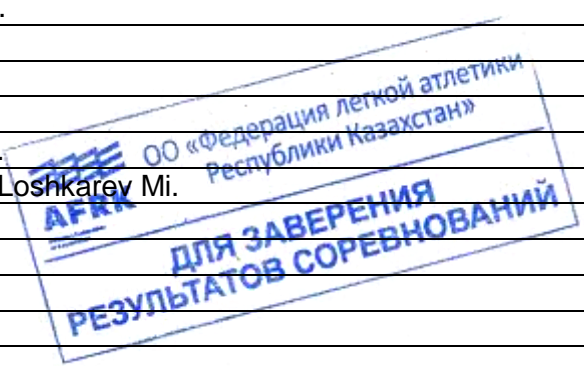 ОО «Федерация легкой атлетики
Республики Казахстан»
Loshkarev Mi.
AFRK
ДЛЯ ЗАВЕРЕНИЯ
РЕЗУЛЬТАТОВ СОРЕВНОВАНИЙ